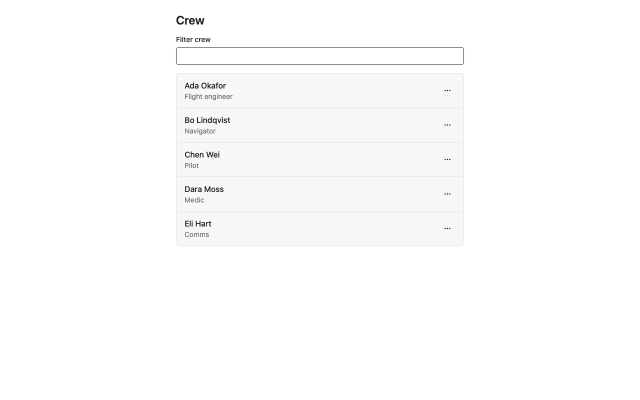 Crew
Filter crew
Ada Okafor
Flight engineer
...
Bo Lindqvist
Navigator
...
Chen Wei
Pilot
...
Dara Moss
Medic
...
Eli Hart
Comms
...